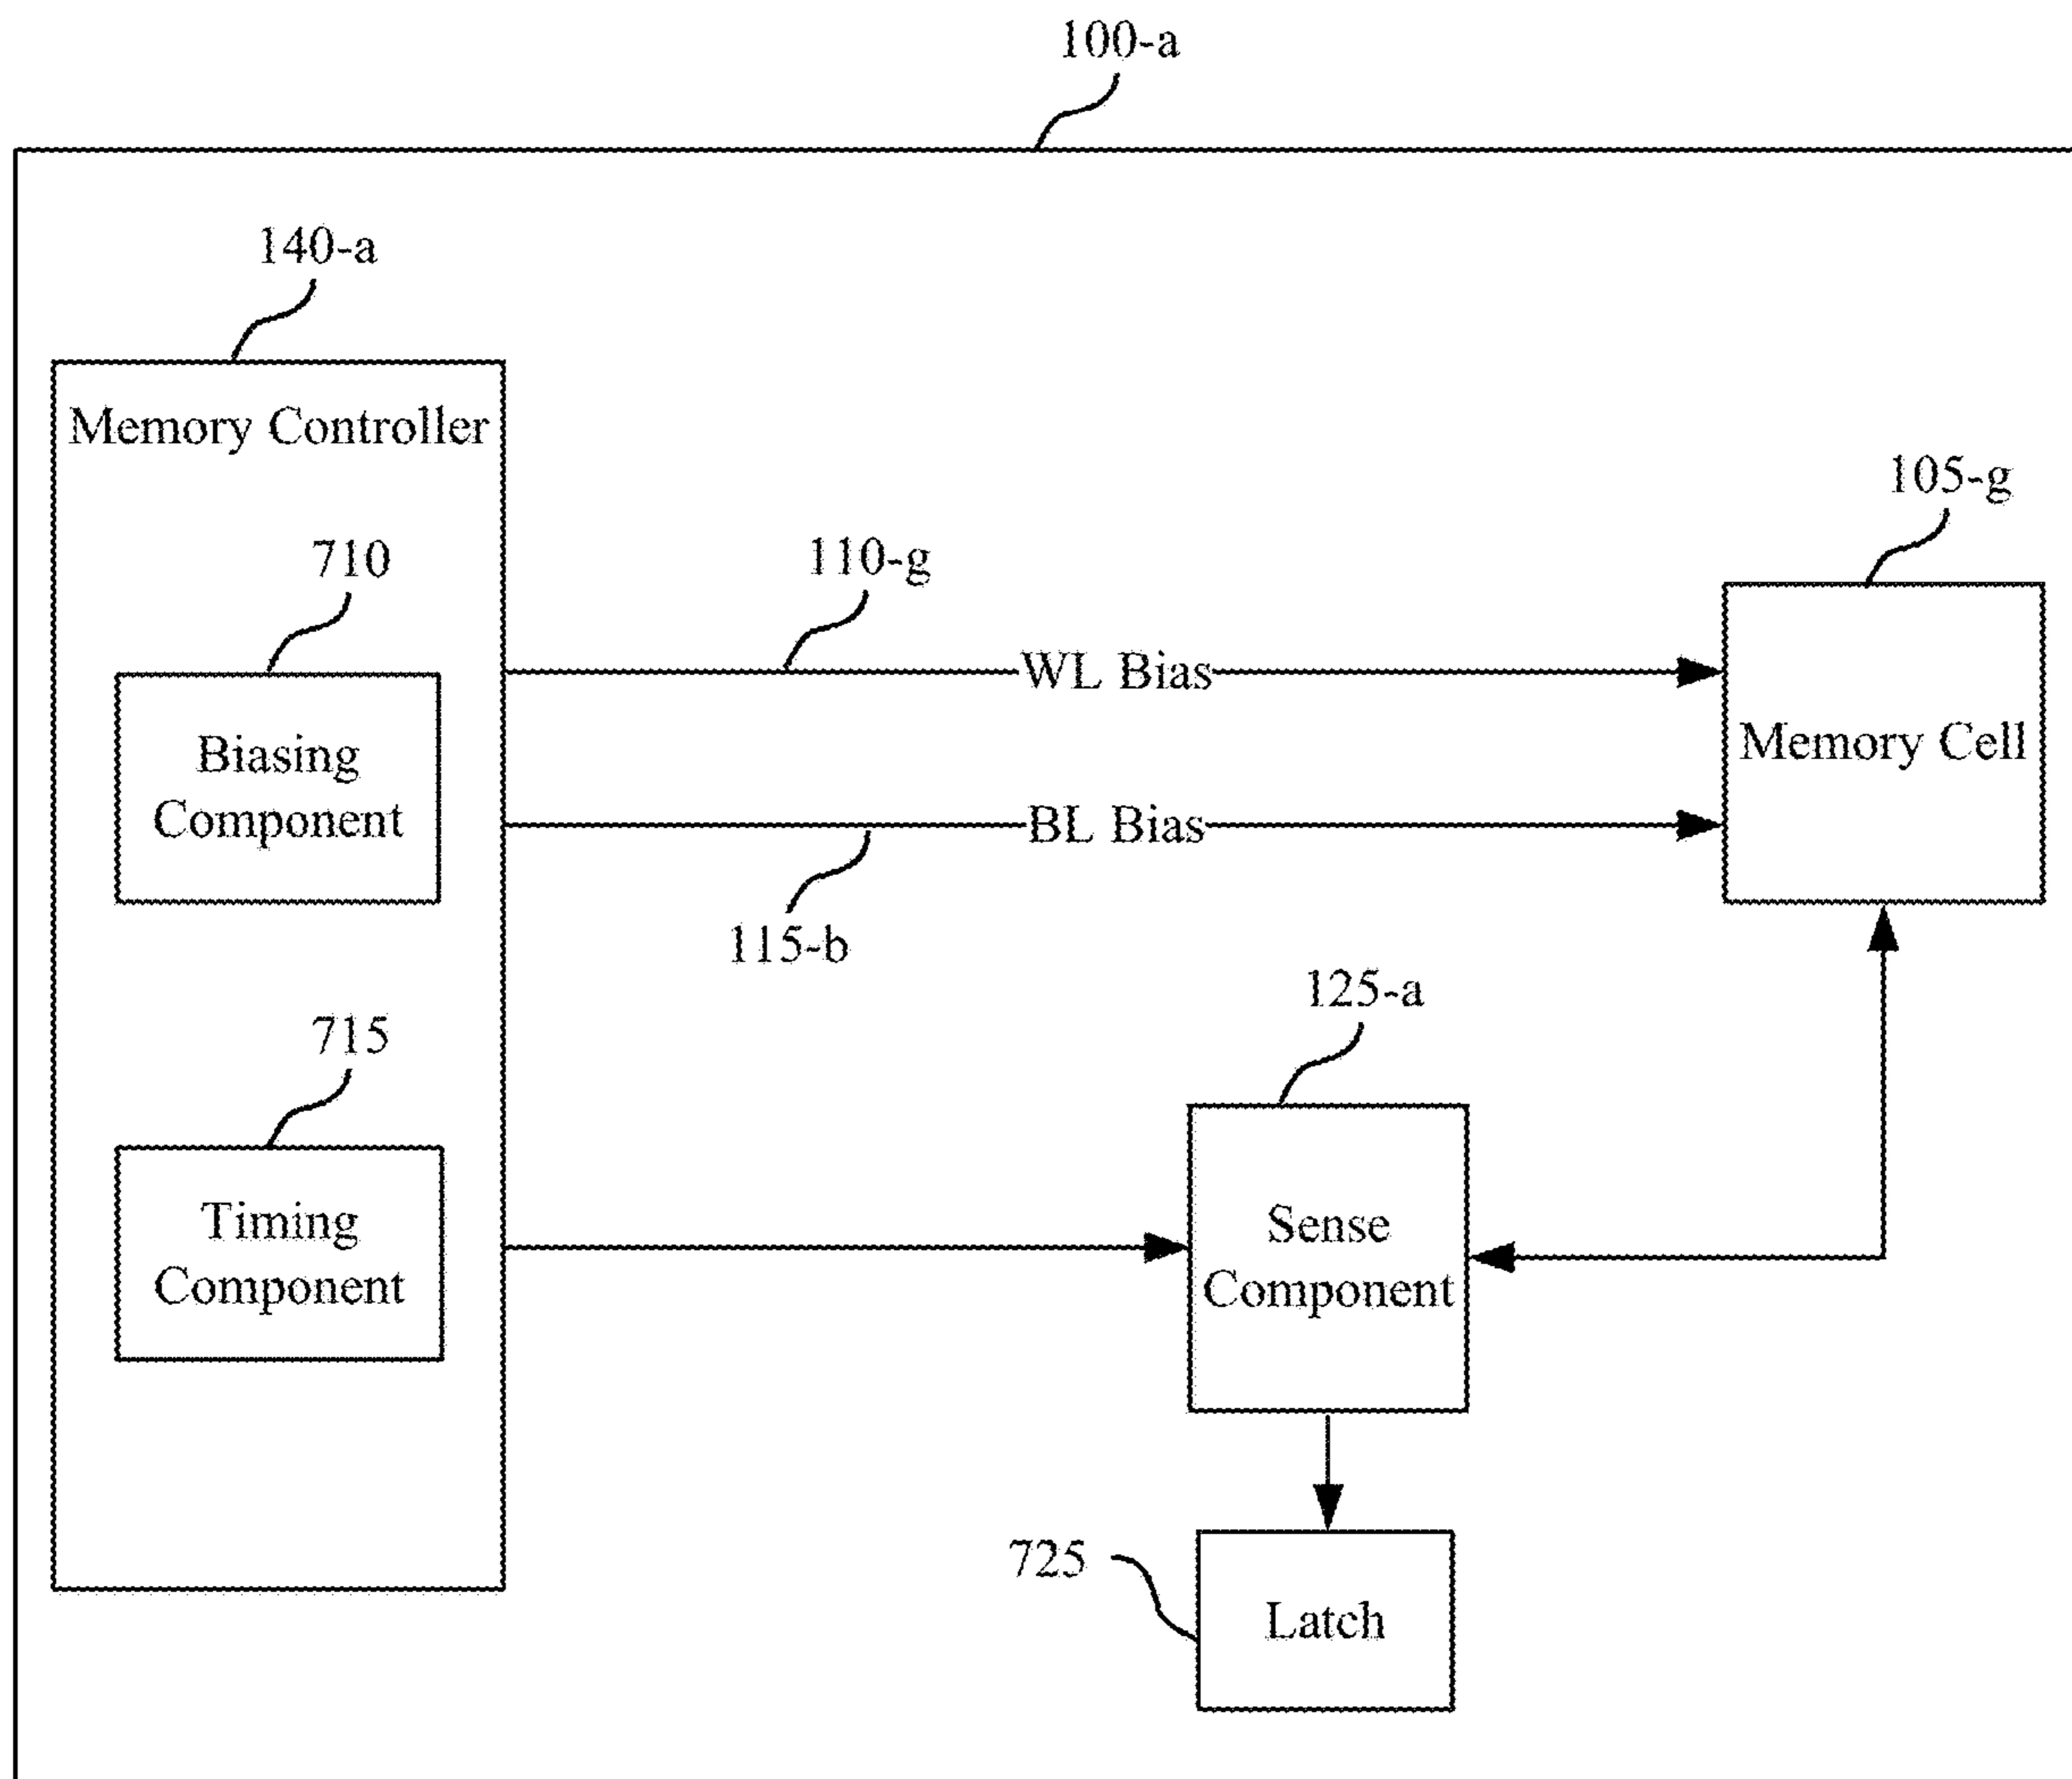 100-a
140-a
Memory Controller
105-g
710
110-g
WL Bias
Biasing
Component
Memory Cell
BL Bias
115-b
125-a
715
Timing
Component
Sense
Component
725
Latch